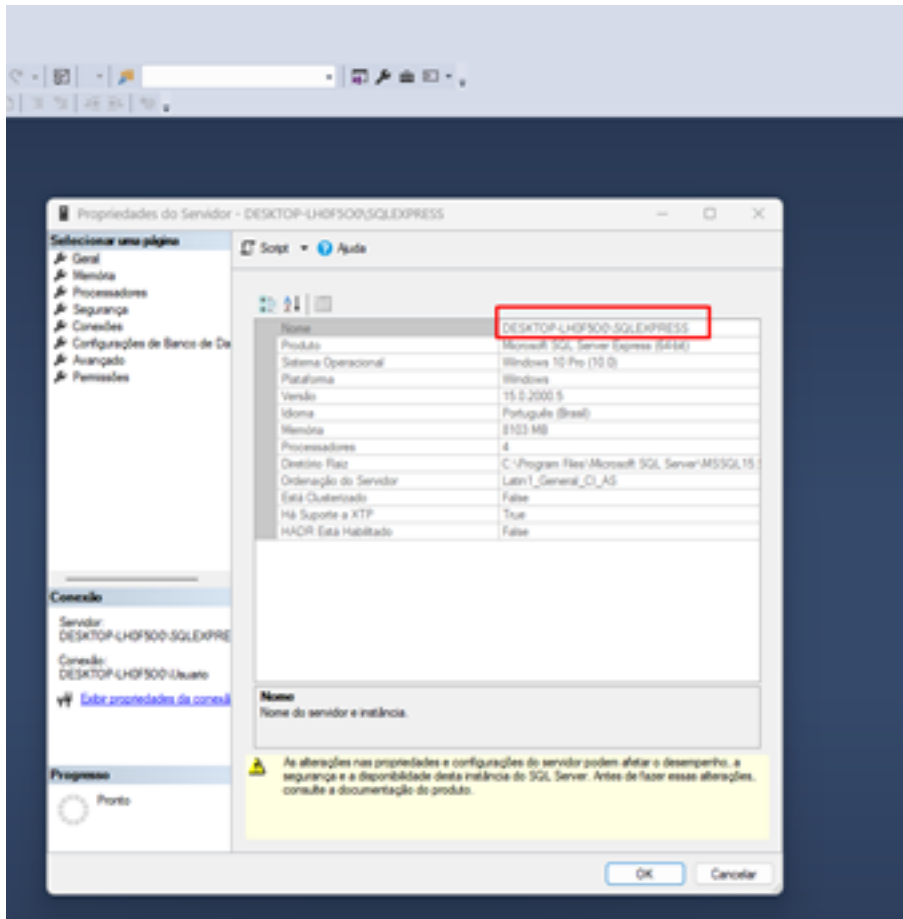 Propriedades do Servidor - DESKTOP-LH0F5O0\SQLEXPRESS
Selecionar uma página
Geral
Memória
Processadores
Segurança
Conexões
Configurações de Banco de Da
Avançado
Permissões
Script
Ajuda
Nome DESKTOP-LH0F5O0\SQLEXPRESS
Produto Microsoft SQL Server Express (64-bit)
Sistema Operacional Windows 10 Pro (10.0)
Plataforma Windows
Versão 15.0.2000.5
Idioma Português (Brasil)
Memória 8103 MB
Processadores 4
Diretório Raiz C:\Program Files\Microsoft SQL Server\MSSQL15.
Ordenação do Servidor Latin1_General_CI_AS
Está Clusterizado False
Há Suporte a XTP True
HADR Está Habilitado False
Conexão
Servidor:
DESKTOP-LH0F5O0\SQLEXPRE
Conexão:
DESKTOP-LH0F5O0\Usuario
Exibir propriedades da conexã
Nome
Nome do servidor e instância.
Progresso
Pronto
As alterações nas propriedades e configurações do servidor podem afetar o desempenho, a
segurança e a disponibilidade desta instância do SQL Server. Antes de fazer essas alterações,
consulte a documentação do produto.
OK
Cancelar